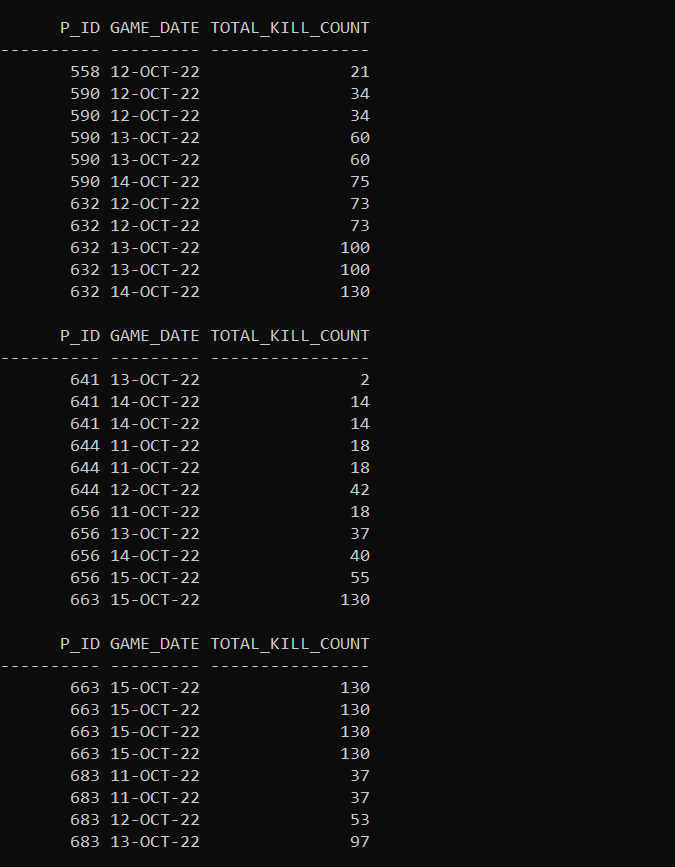 P_ID GAME_DATE TOTAL_KILL_COUNT
---------- --------- ----------------
558 12-OCT-22 21
590 12-OCT-22 34
590 12-OCT-22 34
590 13-OCT-22 60
590 13-OCT-22 60
590 14-OCT-22 75
632 12-OCT-22 73
632 12-OCT-22 73
632 13-OCT-22 100
632 13-OCT-22 100
632 14-OCT-22 130
P_ID GAME_DATE TOTAL_KILL_COUNT
---------- --------- ----------------
641 13-OCT-22 2
641 14-OCT-22 14
641 14-OCT-22 14
644 11-OCT-22 18
644 11-OCT-22 18
644 12-OCT-22 42
656 11-OCT-22 18
656 13-OCT-22 37
656 14-OCT-22 40
656 15-OCT-22 55
663 15-OCT-22 130
P_ID GAME_DATE TOTAL_KILL_COUNT
---------- --------- ----------------
663 15-OCT-22 130
663 15-OCT-22 130
663 15-OCT-22 130
663 15-OCT-22 130
683 11-OCT-22 37
683 11-OCT-22 37
683 12-OCT-22 53
683 13-OCT-22 97